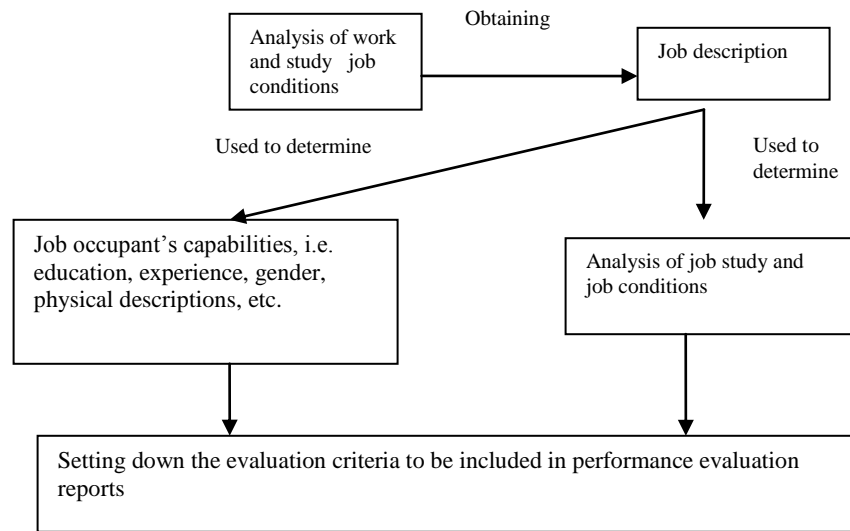 Obtaining
Analysis of work
and study job
conditions
Job description
Used to determine
Used to
determine
Job occupant's capabilities, i.e.
education, experience, gender,
physical descriptions, etc.
Analysis of job study and
job conditions
Setting down the evaluation criteria to be included in performance evaluation
reports